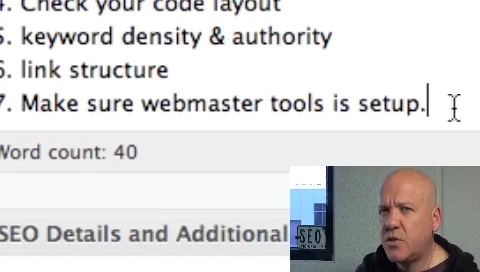 4. Check your code layout
5. keyword density & authority
6. link structure
7. Make sure webmaster tools is setup.
Word count: 40
SEO Details and Additional
SEO